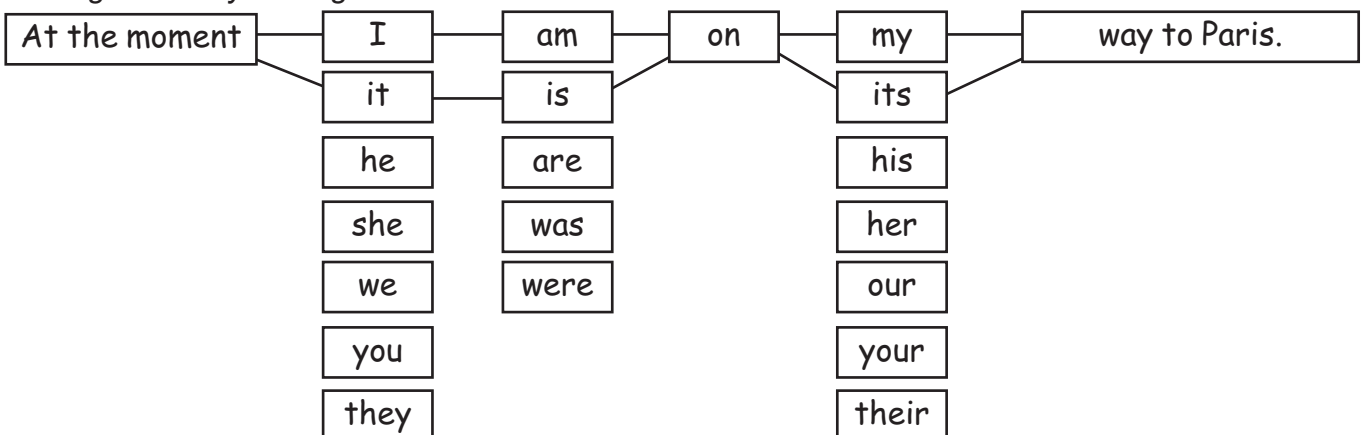 At the moment I am on my way to Paris.
it is its
he are his
she was her
we were our
you your
they their